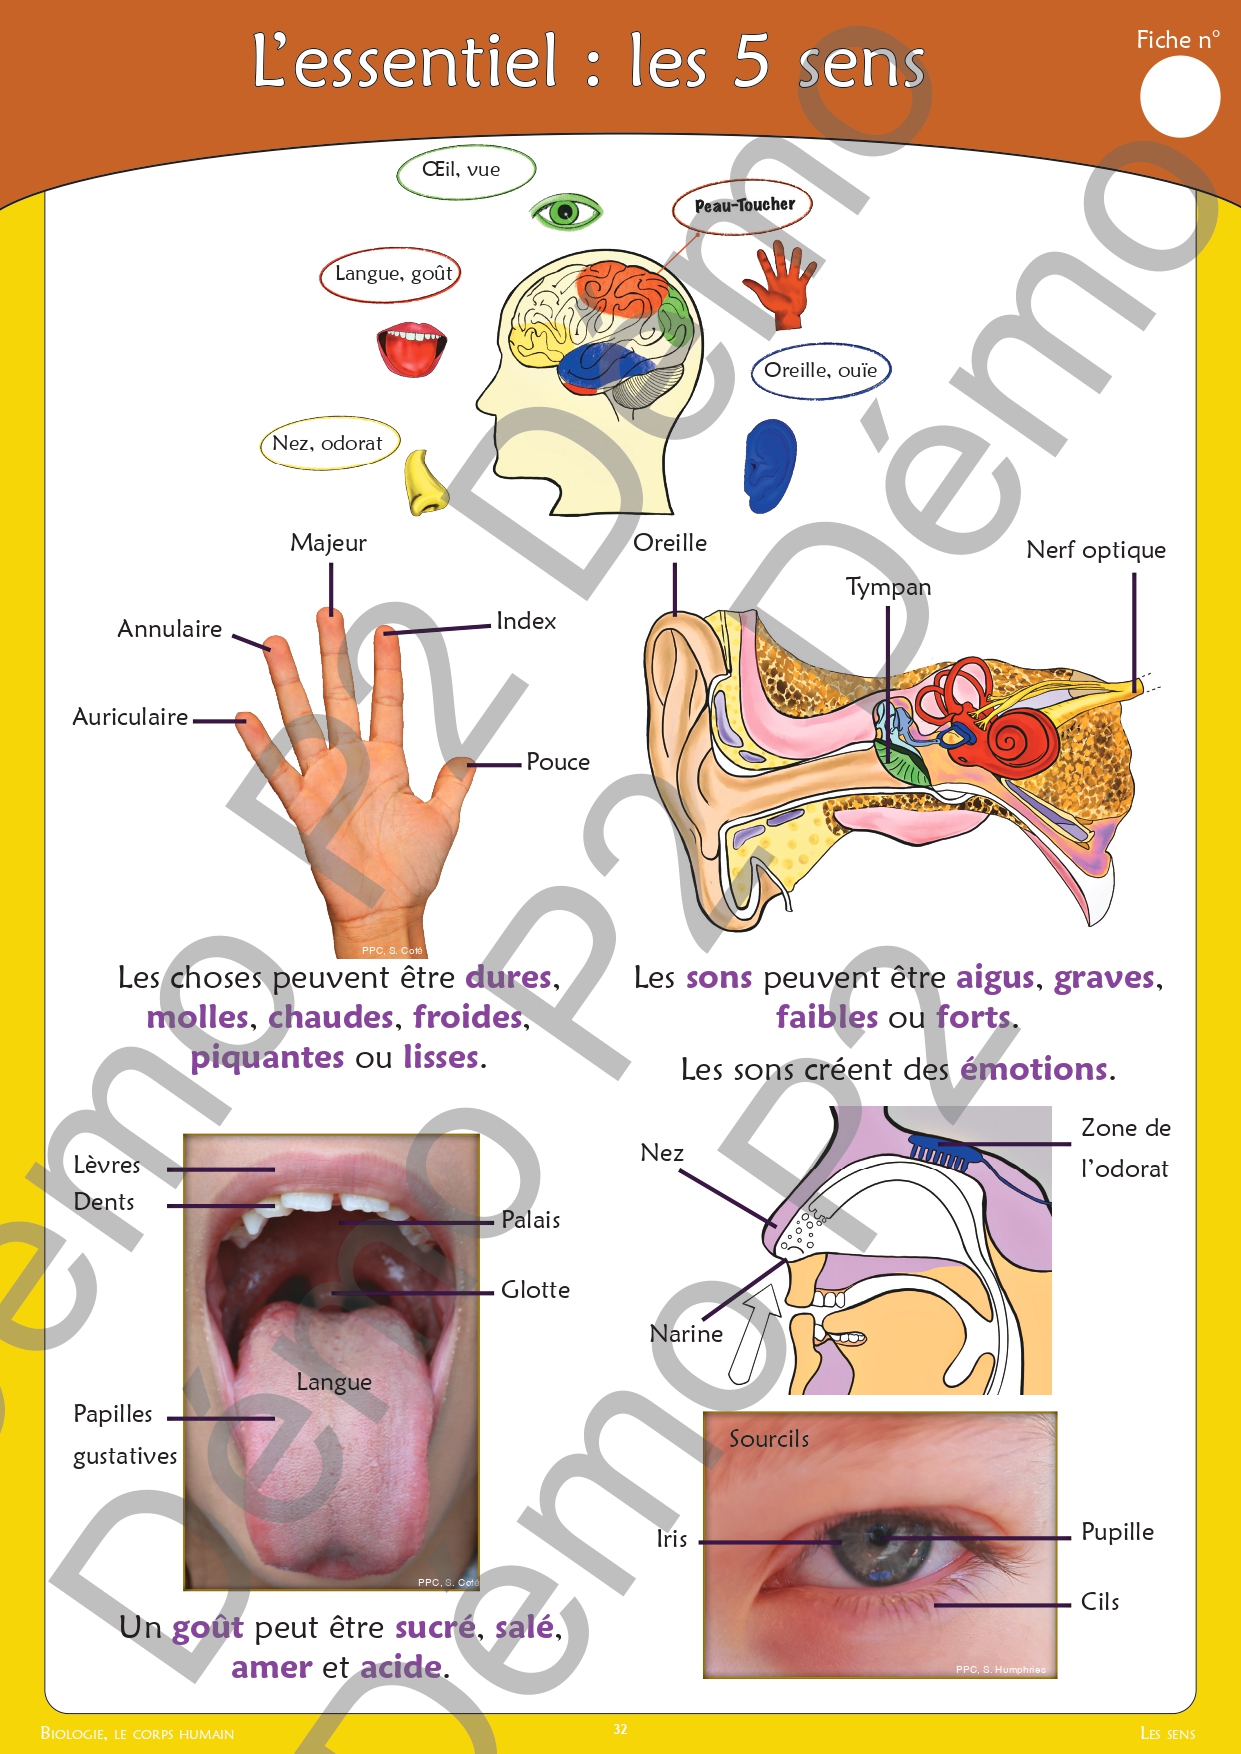 L'essentiel : les 5 sens
Fiche n°
Œil, vue
Peau-Toucher
Langue, goût
Oreille, ouïe
Nez, odorat
Majeur
Annulaire
Index
Auriculaire
Pouce
PPC, S. Coté
Oreille
Tympan
Nerf optique
Les choses peuvent être dures,
molles, chaudes, froides,
piquantes ou lisses.
Les sons peuvent être aigus, graves,
faibles ou forts.
Les sons créent des émotions.
Lèvres
Dents
Palais
Glotte
Langue
Papilles
gustatives
PPC, S. Coté
Un goût peut être sucré, salé,
amer et acide.
Nez
Zone de
l'odorat
Narine
Sourcils
Iris
Pupille
Cils
PPC, S. Humphries
Biologie, le corps humain
32
Les sens
P2 Démo
P2 Démo
Démo P2
Démo P2
Démo